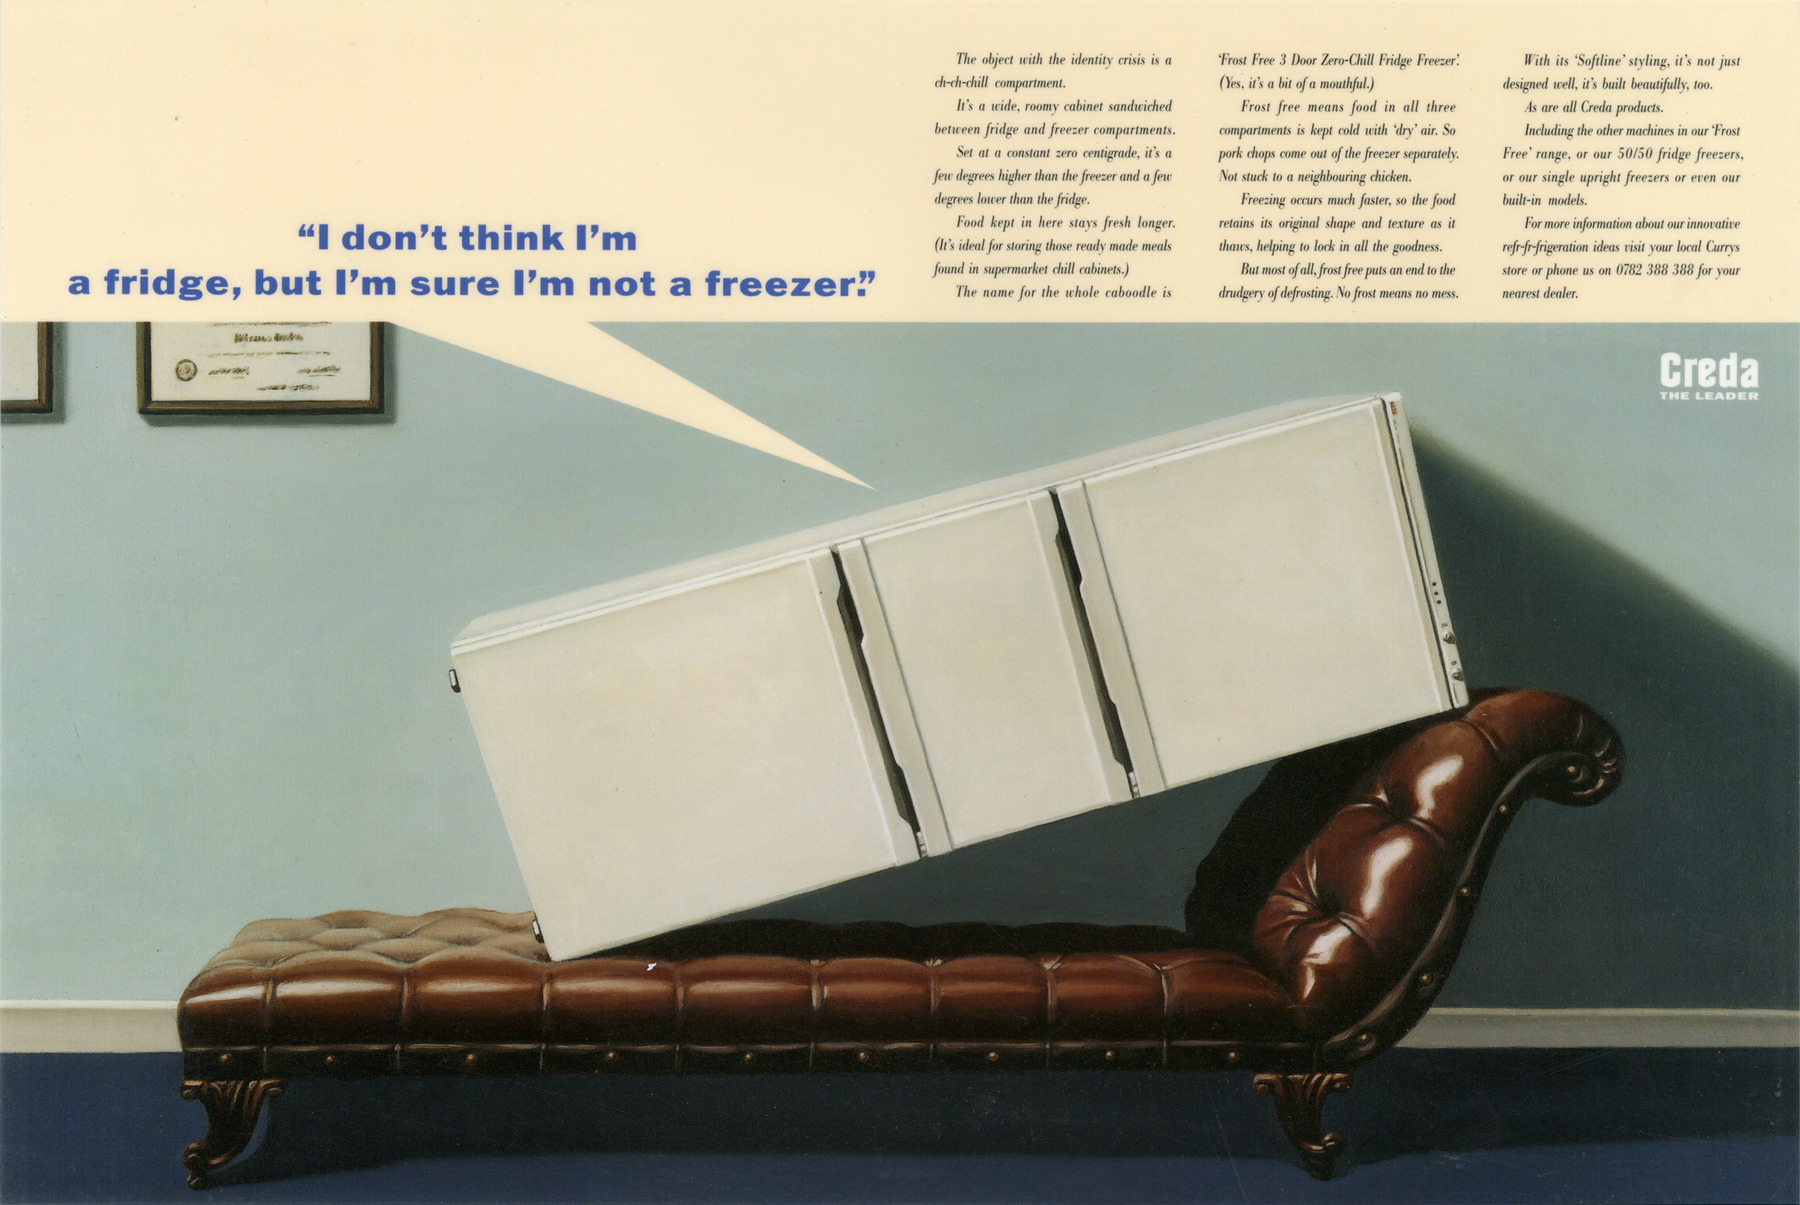 “I don’t think I’m
a fridge, but I’m sure I’m not a freezer.”
The object with the identity crisis is a
ch-ch-chill compartment.
It’s a wide, roomy cabinet sandwiched
between fridge and freezer compartments.
Set at a constant zero centigrade, it’s a
few degrees higher than the freezer and a few
degrees lower than the fridge.
Food kept in here stays fresh longer.
(It’s ideal for storing those ready made meals
found in supermarket chill cabinets.)
The name for the whole caboodle is
‘Frost Free 3 Door Zero-Chill Fridge Freezer’.
(Yes, it’s a bit of a mouthful.)
Frost free means food in all three
compartments is kept cold with ‘dry’ air. So
pork chops come out of the freezer separately.
Not stuck to a neighbouring chicken.
Freezing occurs much faster, so the food
retains its original shape and texture as it
thaws, helping to lock in all the goodness.
But most of all, frost free puts an end to the
drudgery of defrosting. No frost means no mess.
With its ‘Softline’ styling, it’s not just
designed well, it’s built beautifully, too.
As are all Creda products.
Including the other machines in our ‘Frost
Free’ range, or our 50/50 fridge freezers,
or our single upright freezers or even our
built-in models.
For more information about our innovative
refr-fr-frigeration ideas visit your local Currys
store or phone us on 0782 388 388 for your
nearest dealer.
Creda
THE LEADER